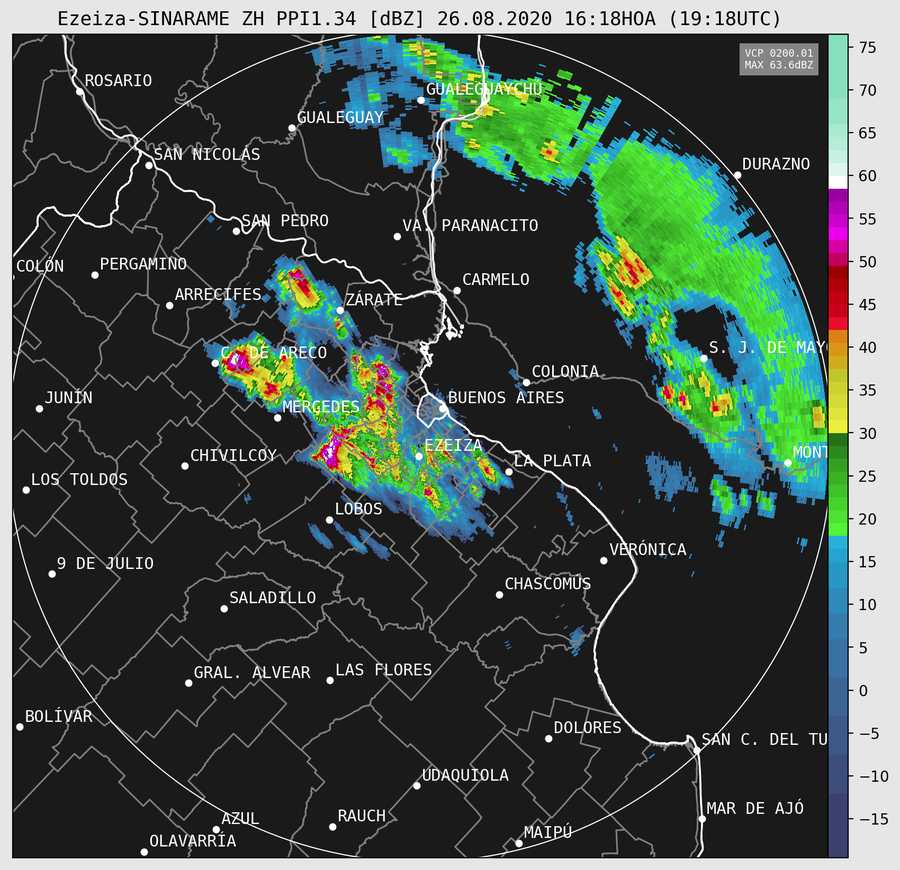 Ezeiza-SINARAME ZH PPI1.34 [dBZ] 26.08.2020 16:18HOA (19:18UTC)
VCP 0200.01
MAX 63.6dBZ
ROSARIO
GUALEGUAYCHÚ
GUALEGUAY
SAN NICOLÁS
DURAZNO
SAN PEDRO
VA. PARANACITO
COLÓN
PERGAMINO
CARMELO
ARRECIFES
ZÁRATE
C. DE ARECO
S. J. DE MAY
COLONIA
JUNÍN
MERCEDES
BUENOS AIRES
EZEIZA
CHIVILCOY
LA PLATA
MONT
LOS TOLDOS
LOBOS
VERÓNICA
9 DE JULIO
CHASCOMÚS
SALADILLO
GRAL. ALVEAR
LAS FLORES
BOLÍVAR
DOLORES
SAN C. DEL TU
UDAQUIOLA
MAR DE AJÓ
AZUL
RAUCH
MAIPÚ
OLAVARRÍA
75
70
65
60
55
50
45
40
35
30
25
20
15
10
5
0
−5
−10
−15